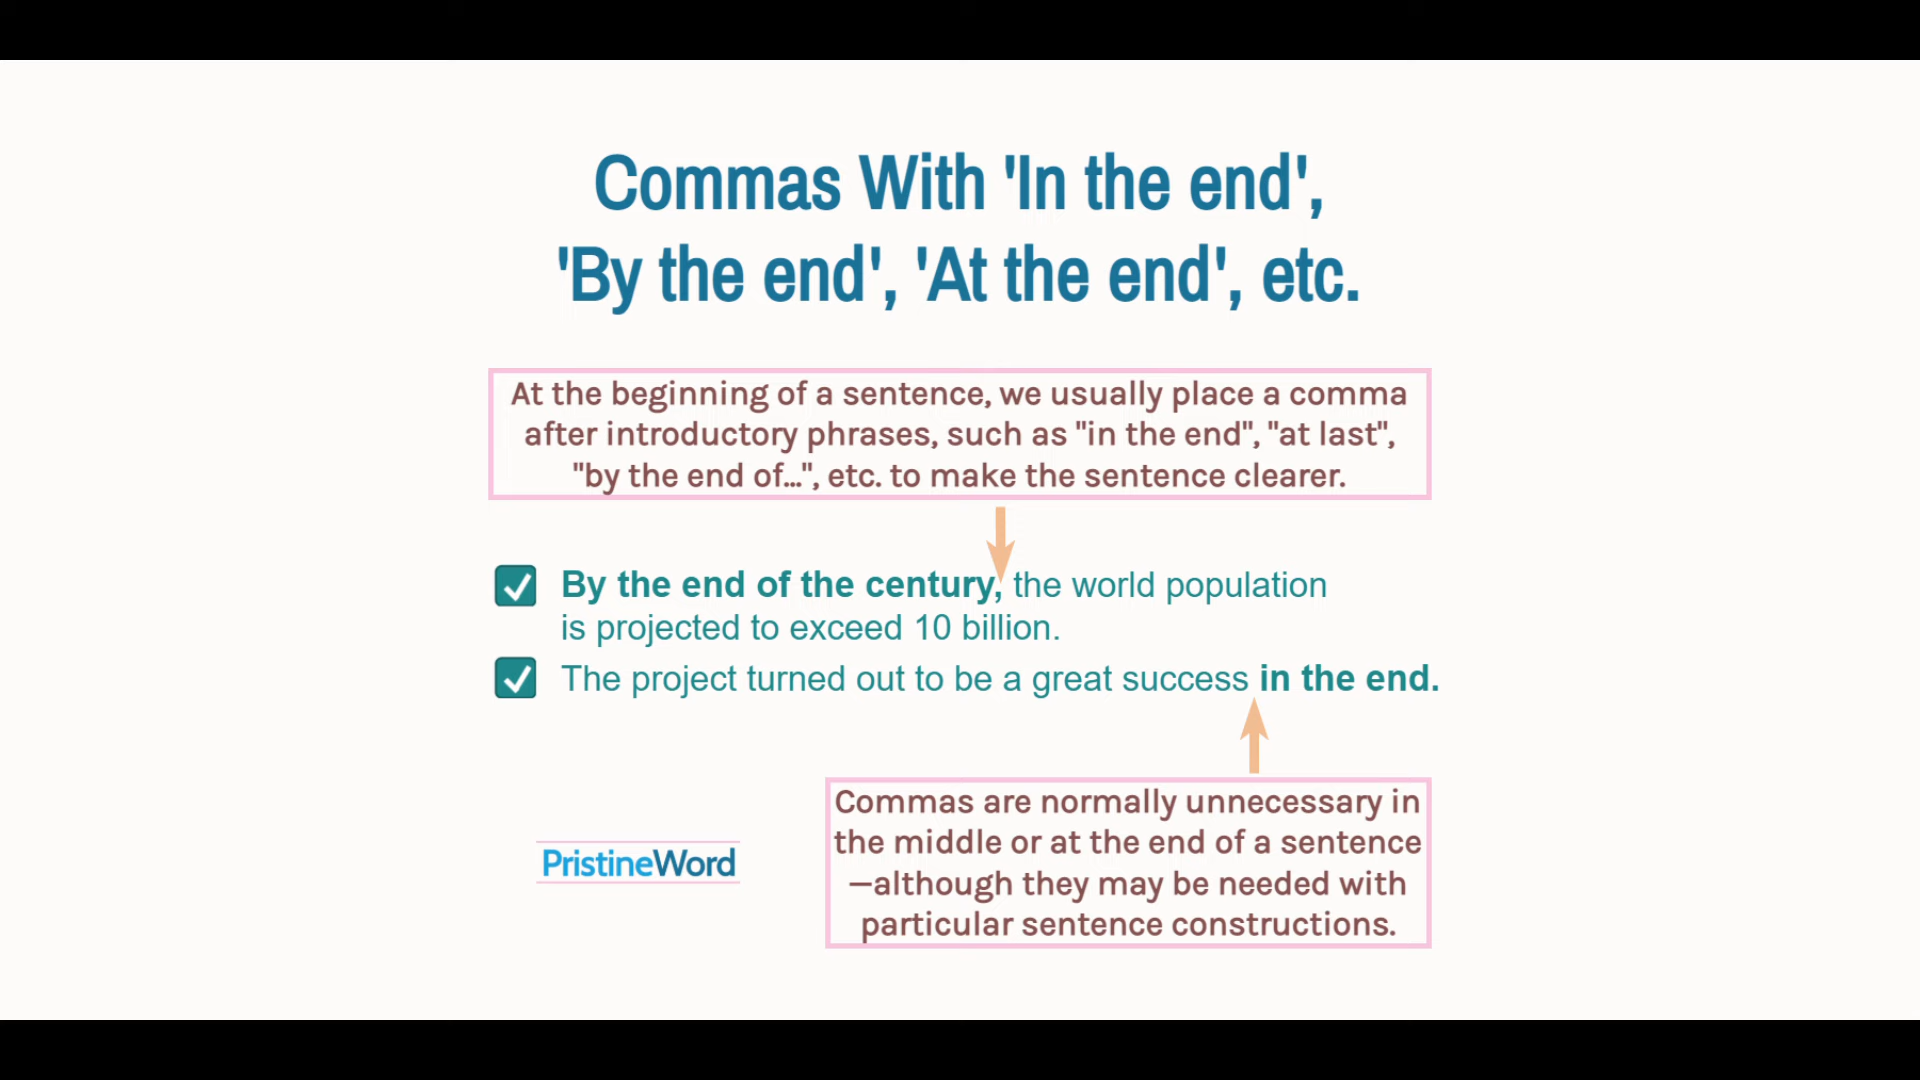 Commas With 'In the end',
'By the end', 'At the end', etc.
At the beginning of a sentence, we usually place a comma
after introductory phrases, such as "in the end", "at last",
"by the end of...", etc. to make the sentence clearer.
By the end of the century, the world population
is projected to exceed 10 billion.
The project turned out to be a great success in the end.
Commas are normally unnecessary in
the middle or at the end of a sentence
—although they may be needed with
particular sentence constructions.
PristineWord